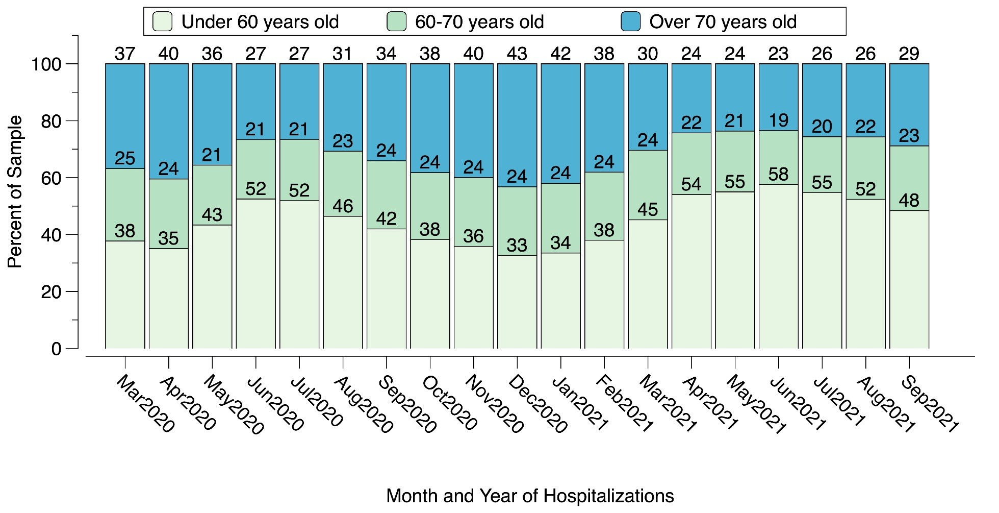 Under 60 years old 60-70 years old Over 70 years old
37 40 36 27 27 31 34 38 40 43 42 38 30 24 24 23 26 26 29
100
80
60
40
20
0
Percent of Sample
25 24 21 21 21 23 24 24 24 24 24 24 24 22 21 19 20 22 23
38 35 43 52 52 46 42 38 36 33 34 38 45 54 55 58 55 52 48
Mar2020 Apr2020 May2020 Jun2020 Jul2020 Aug2020 Sep2020 Oct2020 Nov2020 Dec2020 Jan2021 Feb2021 Mar2021 Apr2021 May2021 Jun2021 Jul2021 Aug2021 Sep2021
Month and Year of Hospitalizations